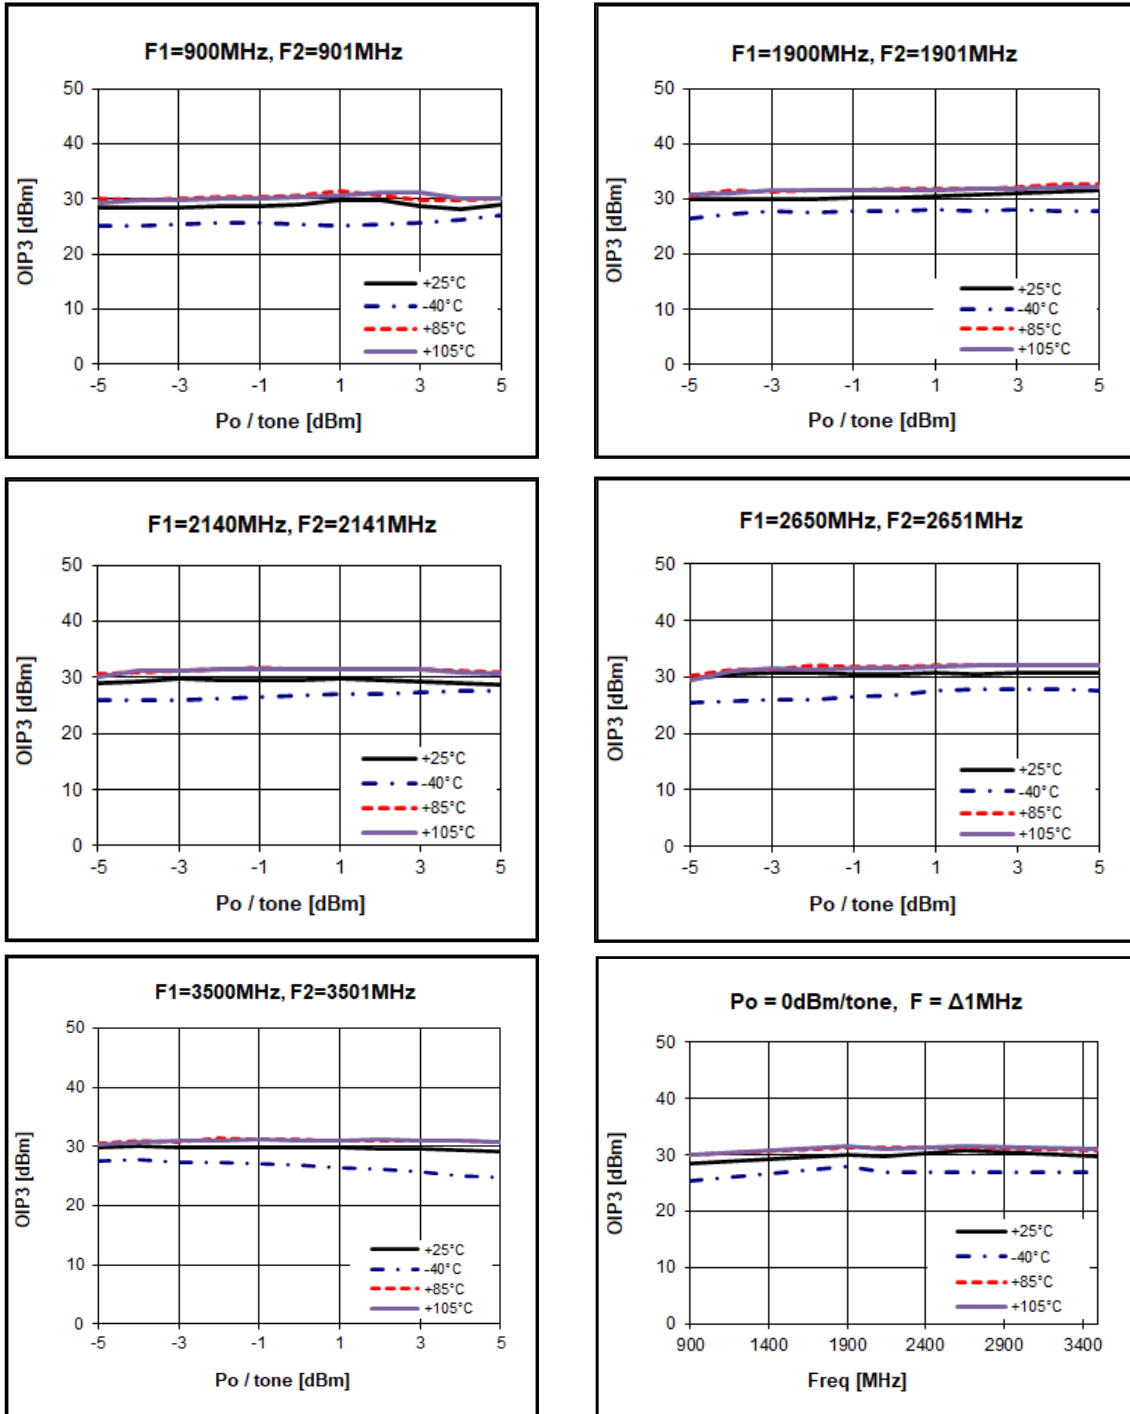 F1=900MHz, F2=901MHz
50
40
30
20
10
0
OIP3 [dBm]
+25°C
-40°C
+85°C
+105°C
-5 -3 -1 1 3 5
Po / tone [dBm]
F1=1900MHz, F2=1901MHz
50
40
30
20
10
0
OIP3 [dBm]
+25°C
-40°C
+85°C
+105°C
-5 -3 -1 1 3 5
Po / tone [dBm]
F1=2140MHz, F2=2141MHz
50
40
30
20
10
0
OIP3 [dBm]
+25°C
-40°C
+85°C
+105°C
-5 -3 -1 1 3 5
Po / tone [dBm]
F1=2650MHz, F2=2651MHz
50
40
30
20
10
0
OIP3 [dBm]
+25°C
-40°C
+85°C
+105°C
-5 -3 -1 1 3 5
Po / tone [dBm]
F1=3500MHz, F2=3501MHz
50
40
30
20
10
0
OIP3 [dBm]
+25°C
-40°C
+85°C
+105°C
-5 -3 -1 1 3 5
Po / tone [dBm]
Po = 0dBm/tone, F = Δ1MHz
50
40
30
20
10
0
OIP3 [dBm]
+25°C
-40°C
+85°C
+105°C
900 1400 1900 2400 2900 3400
Freq [MHz]